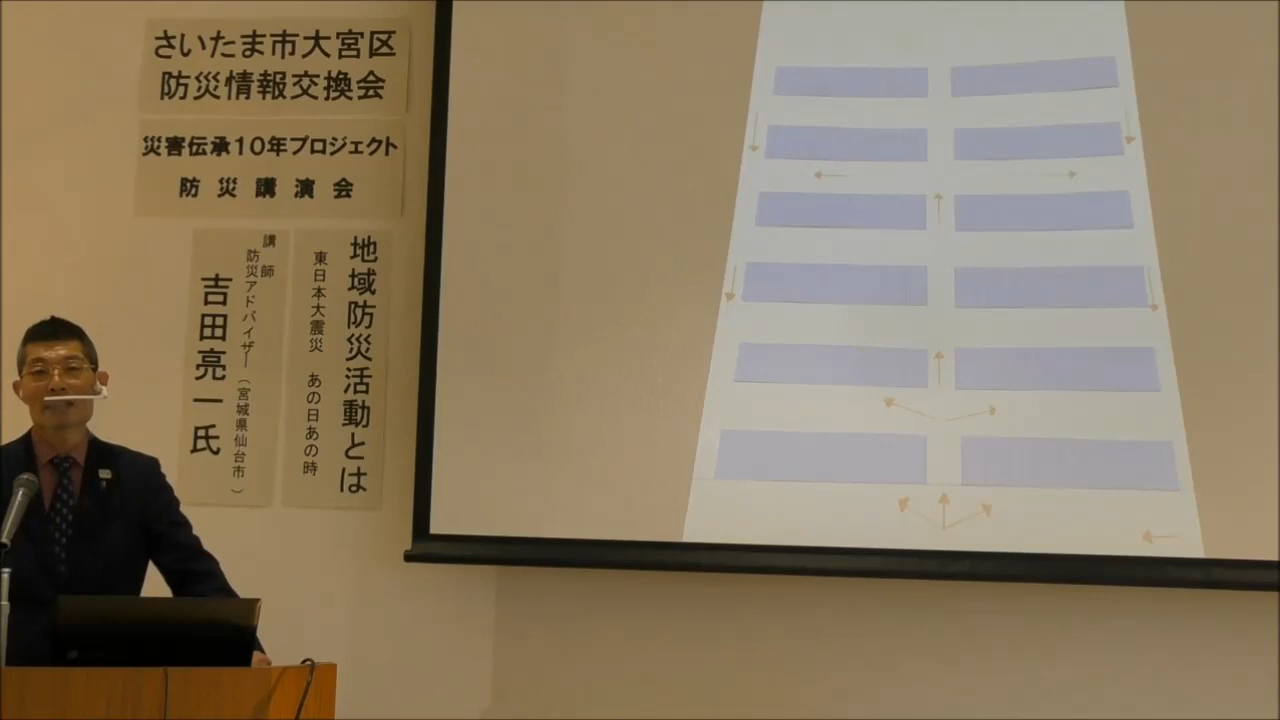 さいたま市大宮区
防災情報交換会
災害伝承10年プロジェクト
防災講演会
地域防災活動とは
東日本大震災 あの日あの時
講師
防災アドバイザー（宮城県仙台市）
吉田亮一氏